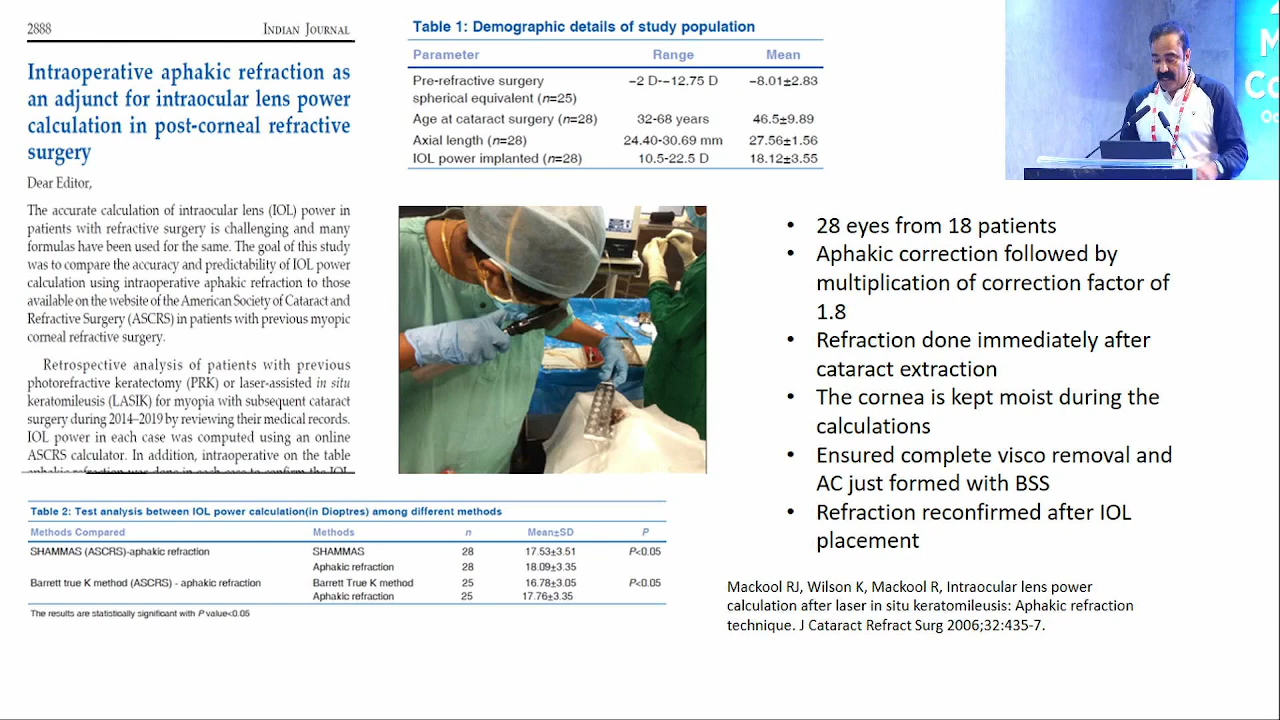 2888
INDIAN JOURNAL
Intraoperative aphakic refraction as
an adjunct for intraocular lens power
calculation in post-corneal refractive
surgery
Dear Editor,
The accurate calculation of intraocular lens (IOL) power in
patients with refractive surgery is challenging and many
formulas have been used for the same. The goal of this study
was to compare the accuracy and predictability of IOL power
calculation using intraoperative aphakic refraction to those
available on the website of the American Society of Cataract and
Refractive Surgery (ASCRS) in patients with previous myopic
corneal refractive surgery.
Retrospective analysis of patients with previous
photorefractive keratectomy (PRK) or laser-assisted in situ
keratomileusis (LASIK) for myopia with subsequent cataract
surgery during 2014–2019 by reviewing their medical records.
IOL power in each case was computed using an online
ASCRS calculator. In addition, intraoperative on the table
aphakic refraction was done in each case to confirm the IOL
Table 1: Demographic details of study population
Parameter Range Mean
Pre-refractive surgery −2 D-−12.75 D −8.01±2.83
spherical equivalent (n=25)
Age at cataract surgery (n=28) 32-68 years 46.5±9.89
Axial length (n=28) 24.40-30.69 mm 27.56±1.56
IOL power implanted (n=28) 10.5-22.5 D 18.12±3.55
• 28 eyes from 18 patients
• Aphakic correction followed by
multiplication of correction factor of
1.8
• Refraction done immediately after
cataract extraction
• The cornea is kept moist during the
calculations
• Ensured complete visco removal and
AC just formed with BSS
• Refraction reconfirmed after IOL
placement
Table 2: Test analysis between IOL power calculation(in Dioptres) among different methods
Methods Compared Methods n Mean±SD P
SHAMMAS (ASCRS)-aphakic refraction SHAMMAS 28 17.53±3.51 P<0.05
Aphakic refraction 28 18.09±3.35
Barrett true K method (ASCRS) - aphakic refraction Barrett True K method 25 16.78±3.05 P<0.05
Aphakic refraction 25 17.76±3.35
The results are statistically significant with P value<0.05
Mackool RJ, Wilson K, Mackool R, Intraocular lens power
calculation after laser in situ keratomileusis: Aphakic refraction
technique. J Cataract Refract Surg 2006;32:435-7.